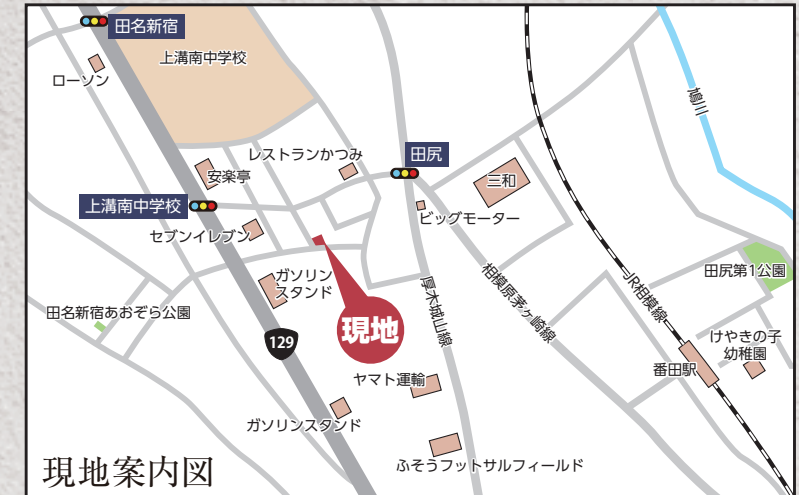 田名新宿
上溝南中学校
ローソン
鳩川
レストランかつみ
田尻
安楽亭
三和
上溝南中学校
ビッグモーター
セブンイレブン
ガソリン
スタンド
田尻第1公園
相模原茅ヶ崎線
JR相模線
厚木城山線
田名新宿あおぞら公園
129
現地
けやきの子
幼稚園
番田駅
ヤマト運輸
ガソリンスタンド
ふそうフットサルフィールド
現地案内図